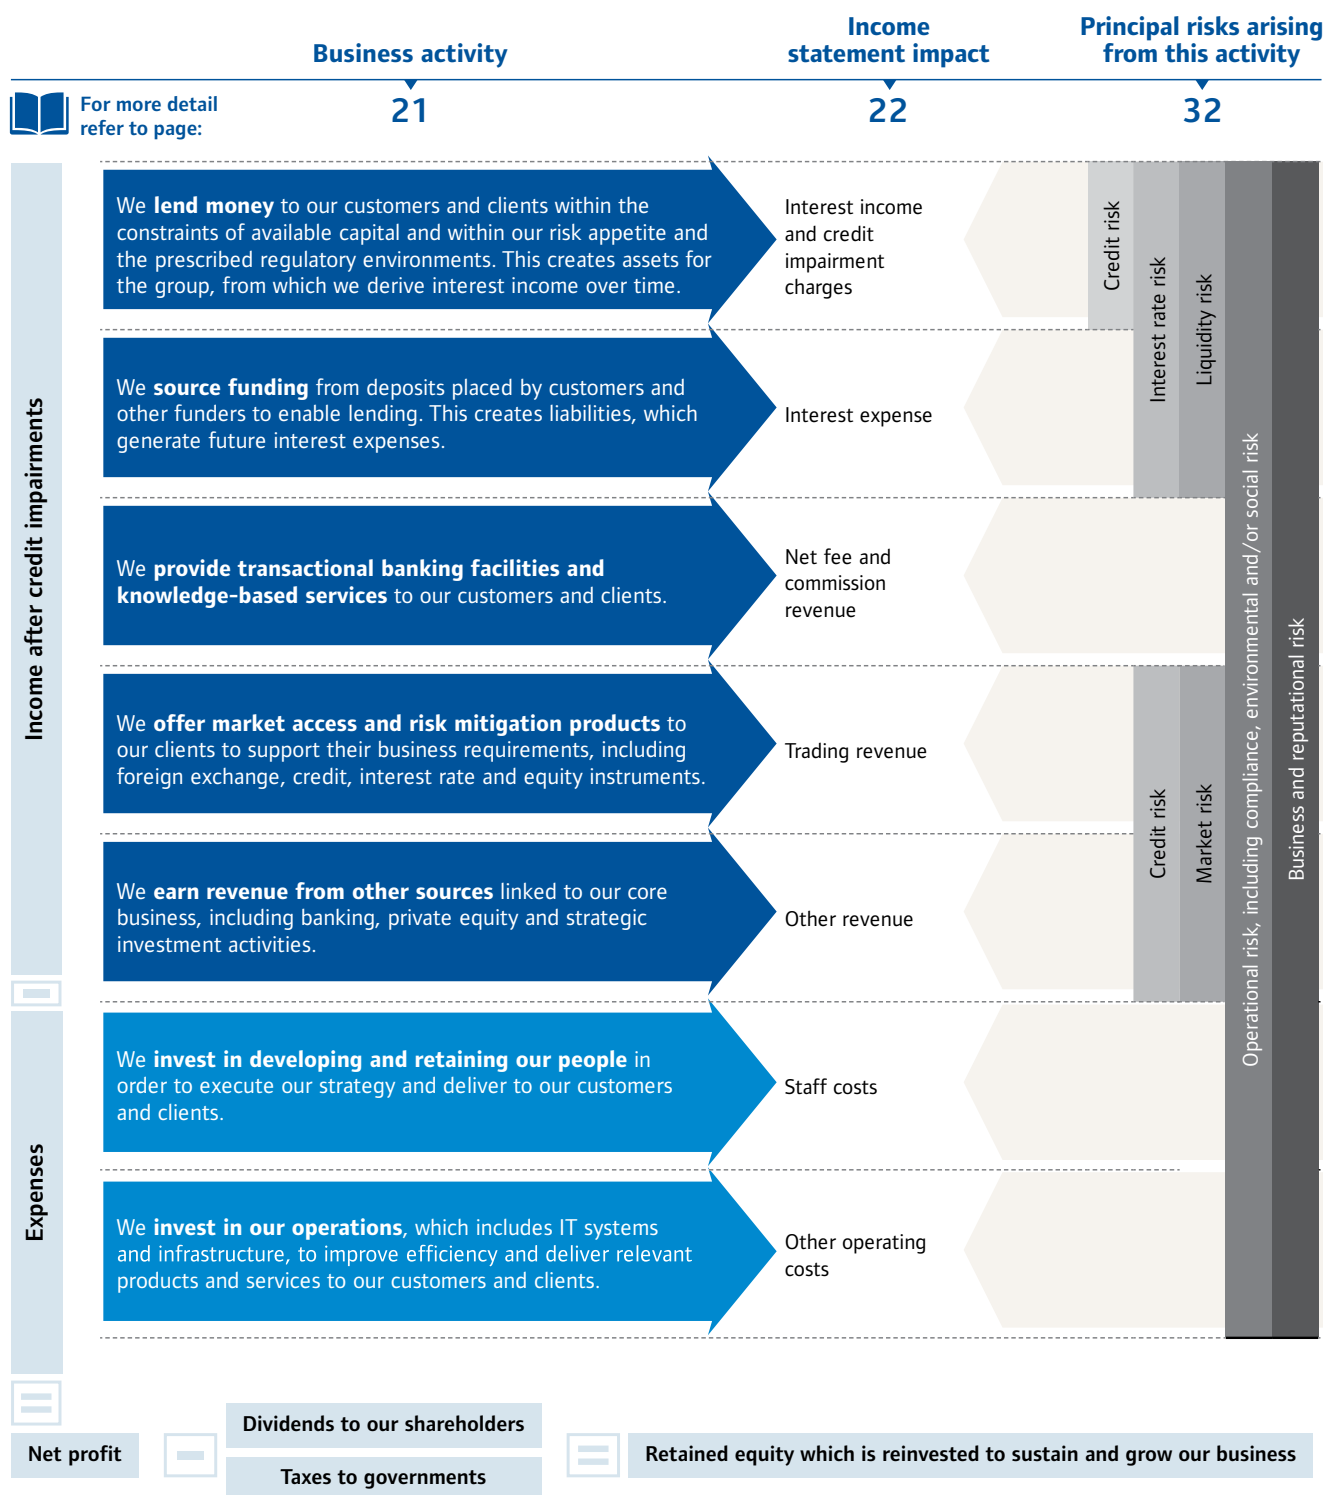 Business activity
Income
statement impact
Principal risks arising
from this activity
For more detail
refer to page:
21
22
32
Income after credit impairments
We lend money to our customers and clients within the
constraints of available capital and within our risk appetite and
the prescribed regulatory environments. This creates assets for
the group, from which we derive interest income over time.
Interest income
and credit
impairment
charges
Credit risk
Interest rate risk
Liquidity risk
Operational risk, including compliance, environmental and/or social risk
Business and reputational risk
We source funding from deposits placed by customers and
other funders to enable lending. This creates liabilities, which
generate future interest expenses.
Interest expense
We provide transactional banking facilities and
knowledge-based services to our customers and clients.
Net fee and
commission
revenue
We offer market access and risk mitigation products to
our clients to support their business requirements, including
foreign exchange, credit, interest rate and equity instruments.
Trading revenue
Credit risk
Market risk
We earn revenue from other sources linked to our core
business, including banking, private equity and strategic
investment activities.
Other revenue
Expenses
We invest in developing and retaining our people in
order to execute our strategy and deliver to our customers
and clients.
Staff costs
We invest in our operations, which includes IT systems
and infrastructure, to improve efficiency and deliver relevant
products and services to our customers and clients.
Other operating
costs
Net profit
Dividends to our shareholders
Taxes to governments
Retained equity which is reinvested to sustain and grow our business